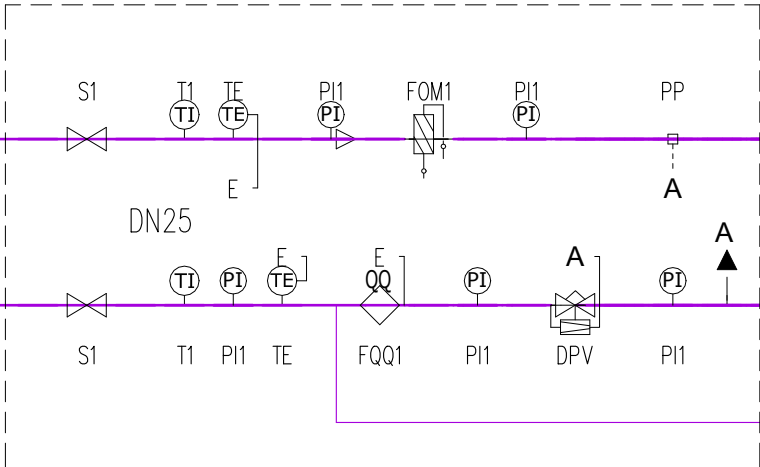 S1 T1 TE PI1 FOM1 PI1 PP
TI TE PI PI
E A
DN25
A
E E A
TI PI TE QQ PI PI
S1 T1 PI1 TE FQQ1 PI1 DPV PI1